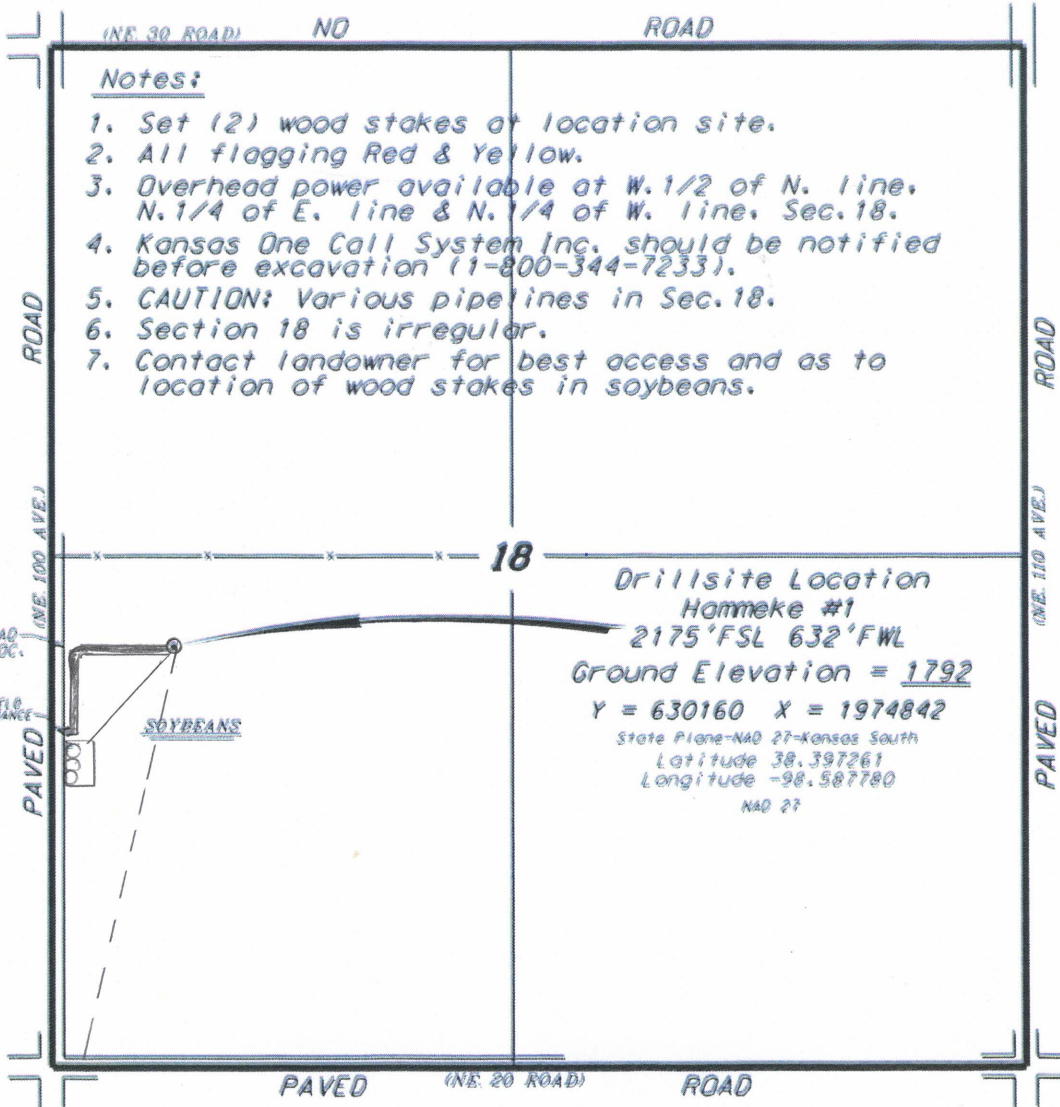 (NE. 30 ROAD) NO ROAD
Notes:
1. Set (2) wood stakes at location site.
2. All flagging Red & Yellow.
3. Overhead power available at W.1/2 of N. line,
N.1/4 of E. line & N.1/4 of W. line, Sec.18.
4. Kansas One Call System Inc. should be notified
before excavation (1-800-344-7233).
5. CAUTION: Various pipelines in Sec.18.
6. Section 18 is irregular.
7. Contact landowner for best access and as to
location of wood stakes in soybeans.
ROAD
ROAD
(NE. 100 AVE.)
(NE. 110 AVE.)
18
Drillsite Location
Hammeke #1
2175'FSL 632'FWL
Ground Elevation = 1792
Y = 630160 X = 1974842
State Plane-NAD 27-Kansas South
Latitude 38.397261
Longitude -98.587780
NAD 27
SOYBEANS
PAVED
PAVED
PAVED (NE. 20 ROAD) ROAD